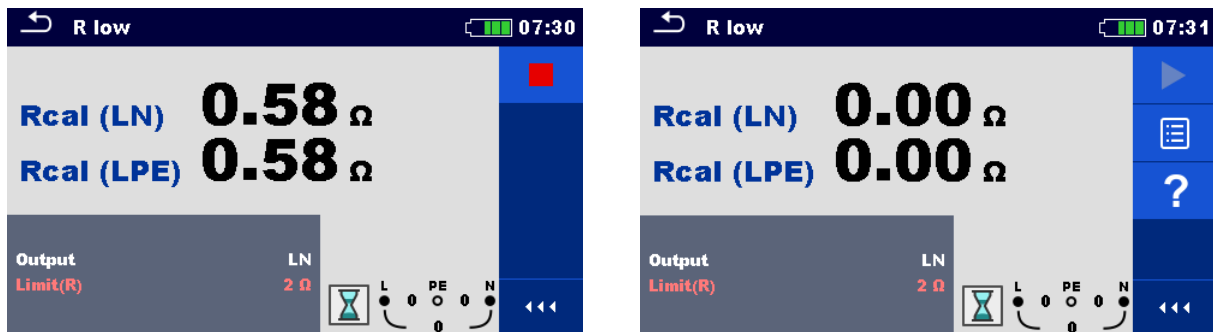 R low 07:30
Rcal (LN) 0.58 Ω
Rcal (LPE) 0.58 Ω
Output LN
Limit(R) 2 Ω
L PE N
0 0
0
R low 07:31
Rcal (LN) 0.00 Ω
Rcal (LPE) 0.00 Ω
?
Output LN
Limit(R) 2 Ω
L PE N
0 0
0